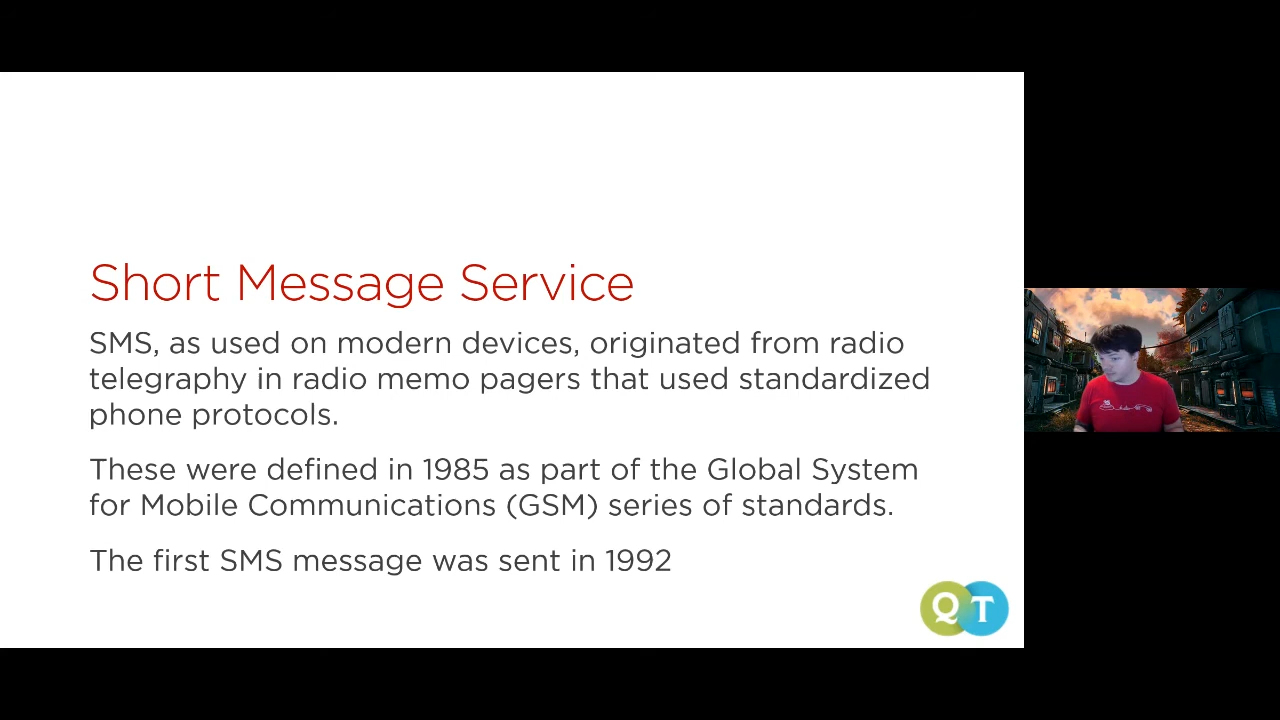 Short Message Service
SMS, as used on modern devices, originated from radio
telegraphy in radio memo pagers that used standardized
phone protocols.
These were defined in 1985 as part of the Global System
for Mobile Communications (GSM) series of standards.
The first SMS message was sent in 1992
QT